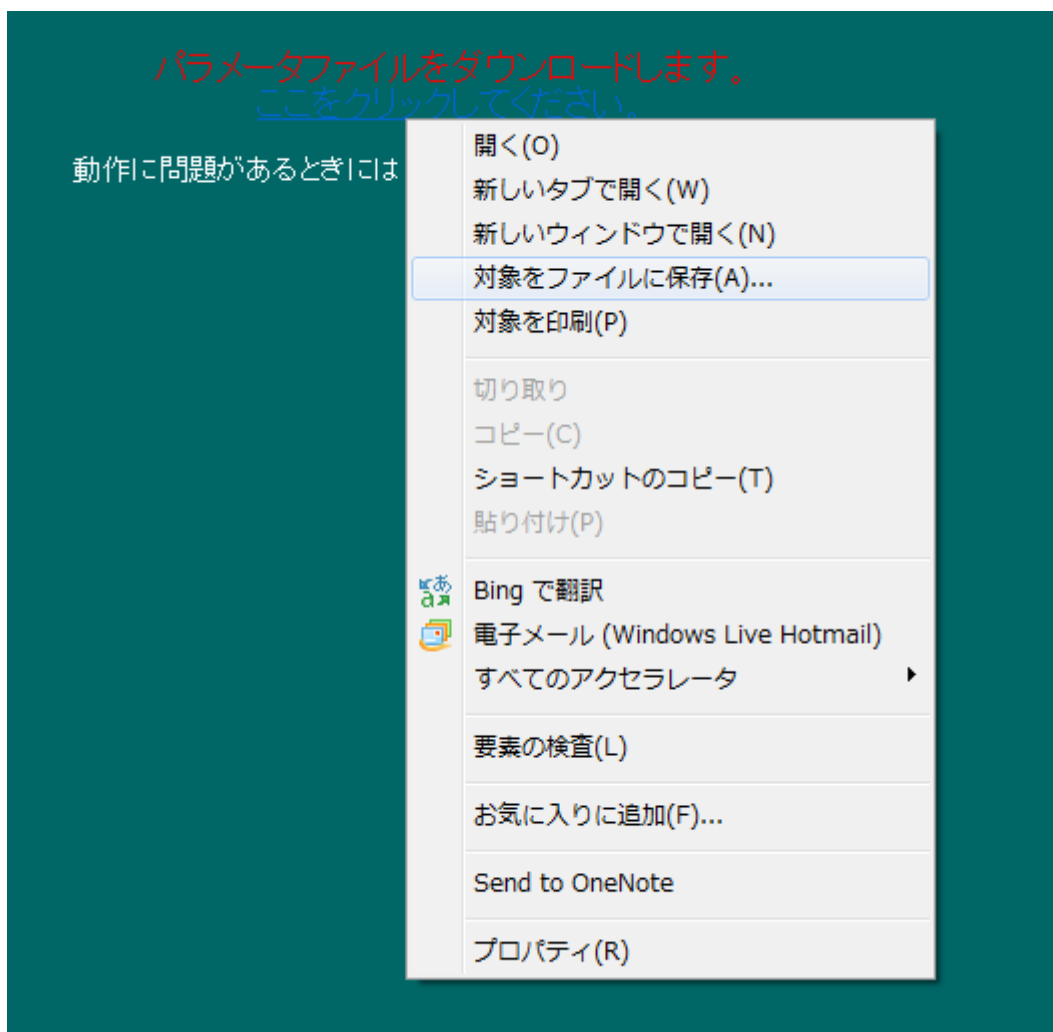 パラメータファイルをダウンロードします。
ここをクリックしてください。
動作に問題があるときには
開く(O)
新しいタブで開く(W)
新しいウィンドウで開く(N)
対象をファイルに保存(A)...
対象を印刷(P)
切り取り
コピー(C)
ショートカットのコピー(T)
貼り付け(P)
Bing で翻訳
電子メール (Windows Live Hotmail)
すべてのアクセラレータ
要素の検査(L)
お気に入りに追加(F)...
Send to OneNote
プロパティ(R)